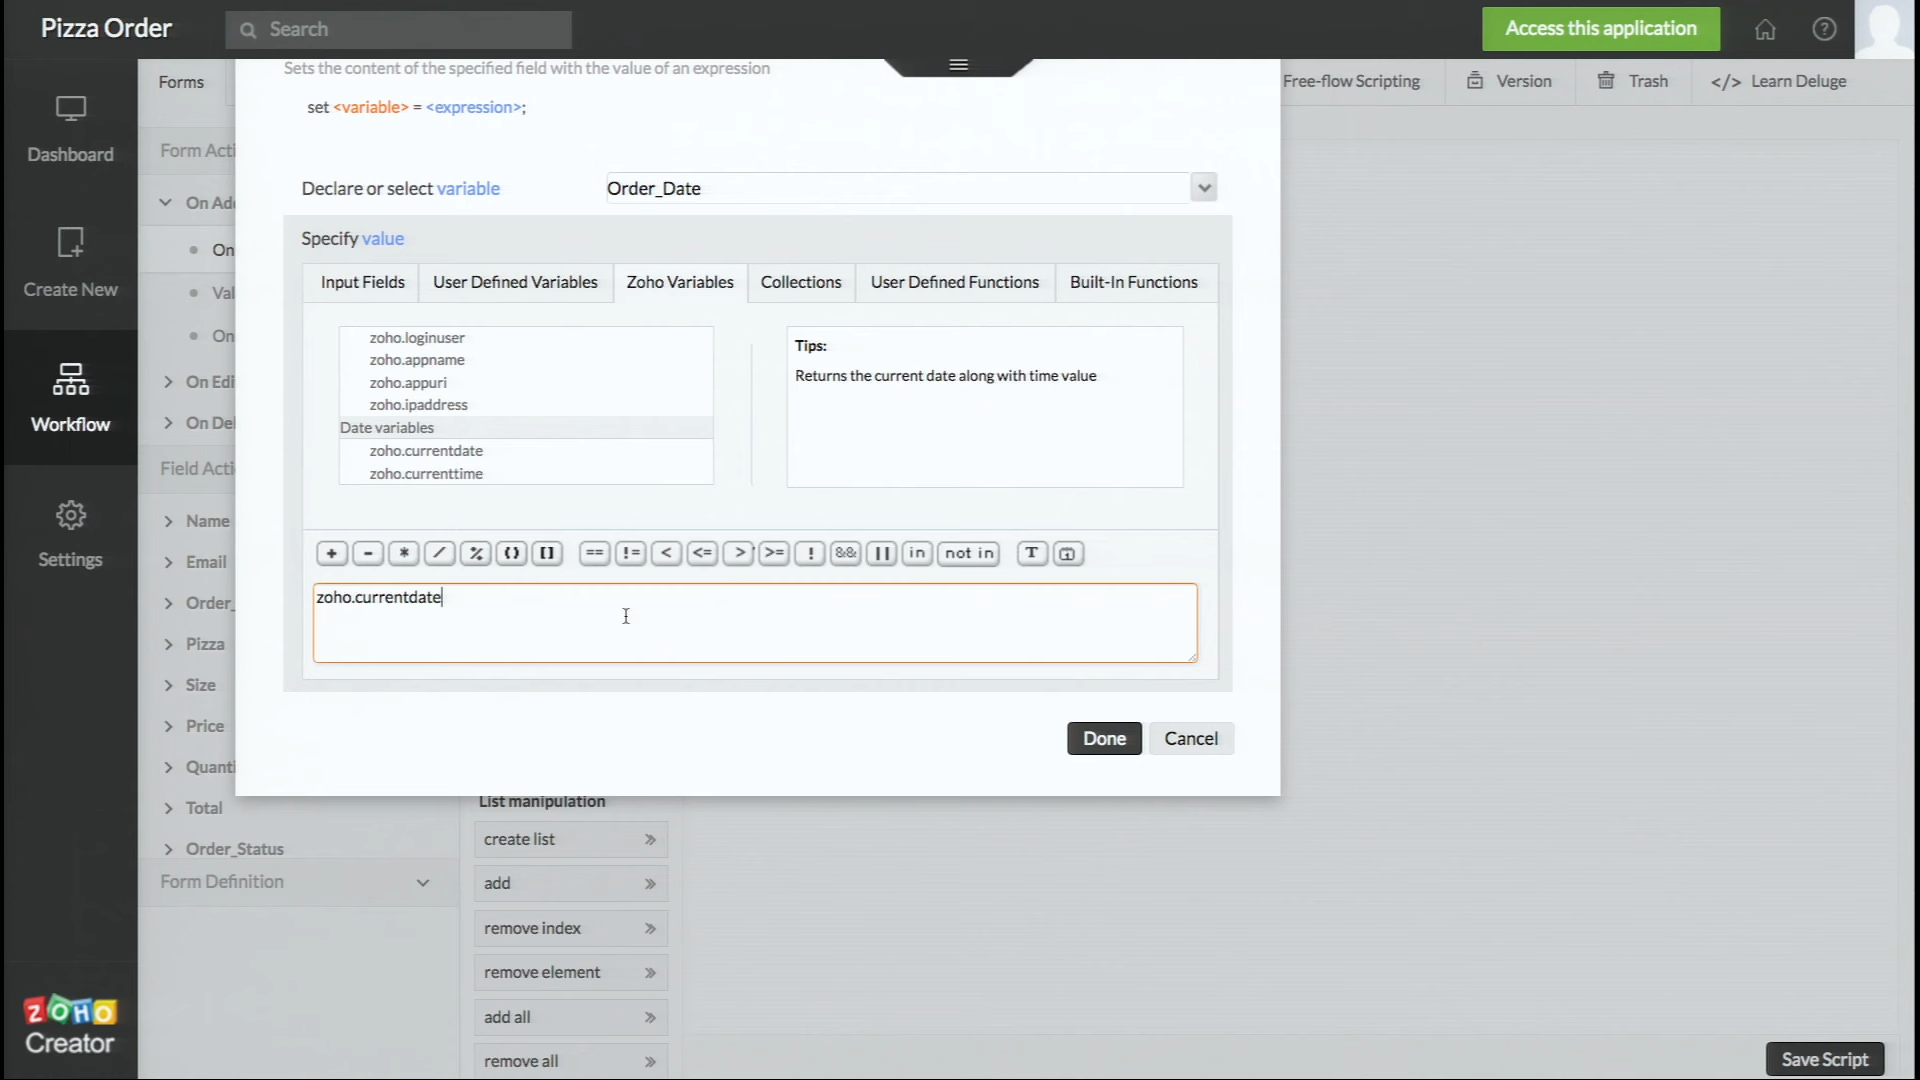 Pizza Order
Search
Access this application
Forms
Free-flow Scripting
Version
Trash
</> Learn Deluge
Dashboard
Create New
Workflow
Settings
ZOHO
Creator
Form Acti
On Ad
On
Val
On
On Edi
On Del
Field Acti
Name
Email
Order_
Pizza
Size
Price
Quanti
Total
Order_Status
Form Definition
Sets the content of the specified field with the value of an expression
set <variable> = <expression>;
Declare or select variable
Order_Date
Specify value
Input Fields
User Defined Variables
Zoho Variables
Collections
User Defined Functions
Built-In Functions
zoho.loginuser
zoho.appname
zoho.appuri
zoho.ipaddress
Date variables
zoho.currentdate
zoho.currenttime
Tips:
Returns the current date along with time value
+ - * / % () [] == != < <= > >= ! && || in not in T
zoho.currentdate
Done
Cancel
List manipulation
create list
add
remove index
remove element
add all
remove all
Save Script